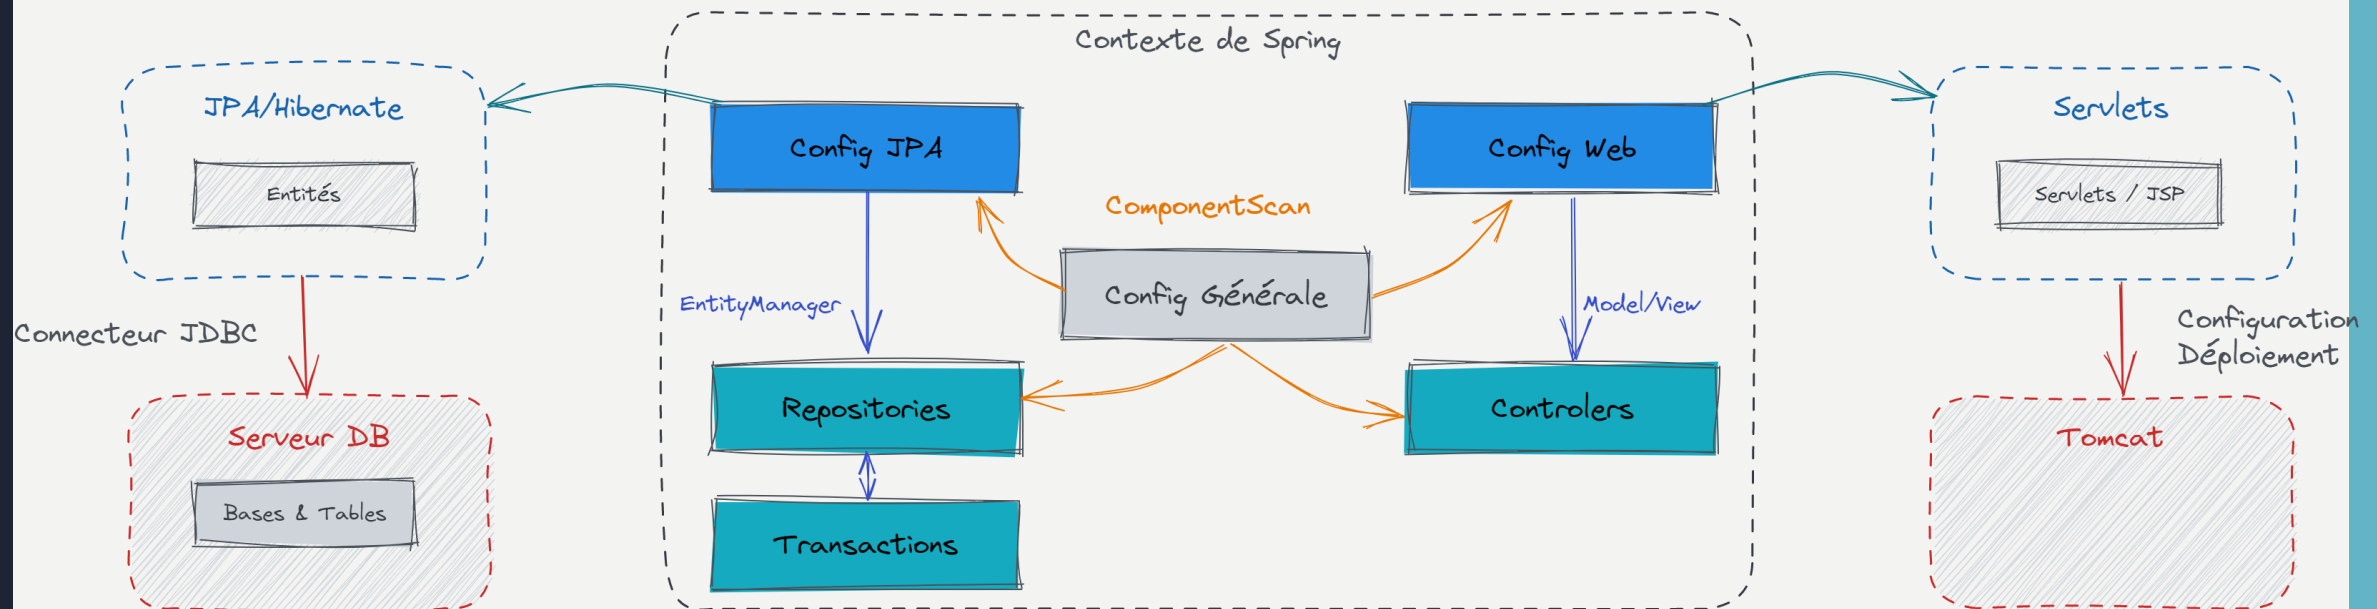 Contexte de Spring
JPA/Hibernate
Entités
Connecteur JDBC
Serveur DB
Bases & Tables
Config JPA
Config Web
ComponentScan
Config Générale
EntityManager
Model/View
Repositories
Controlers
Transactions
Servlets
Servlets / JSP
Configuration
Déploiement
Tomcat